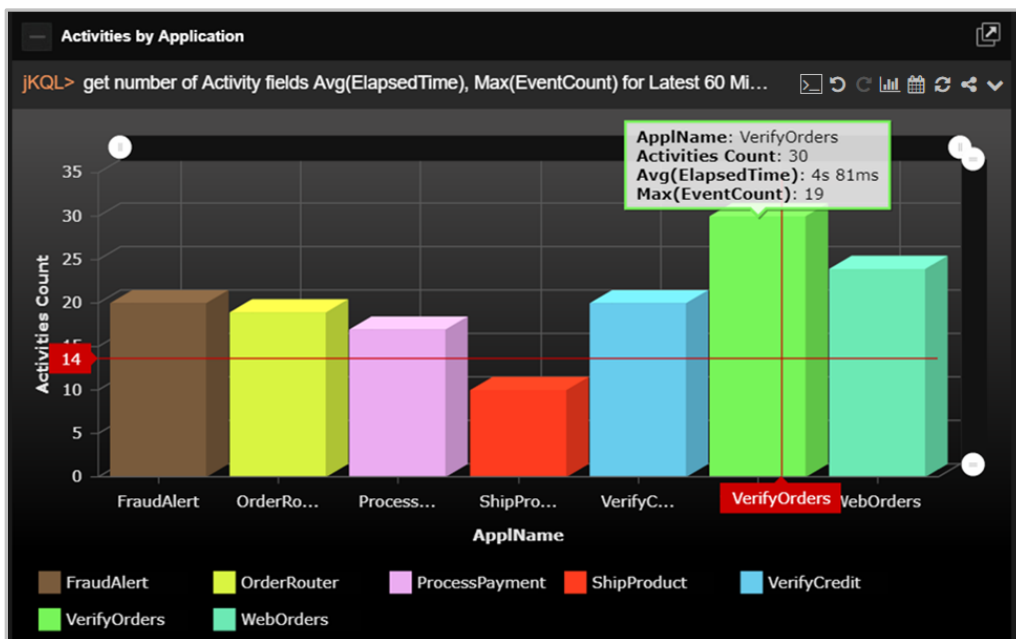 Activities by Application
jKQL> get number of Activity fields Avg(ElapsedTime), Max(EventCount) for Latest 60 Mi...
ApplName: VerifyOrders
Activities Count: 30
Avg(ElapsedTime): 4s 81ms
Max(EventCount): 19
35
30
25
20
15
14
10
5
0
Activities Count
FraudAlert OrderRo... Process... ShipPro... VerifyC... VerifyOrders WebOrders
ApplName
FraudAlert OrderRouter ProcessPayment ShipProduct VerifyCredit
VerifyOrders WebOrders